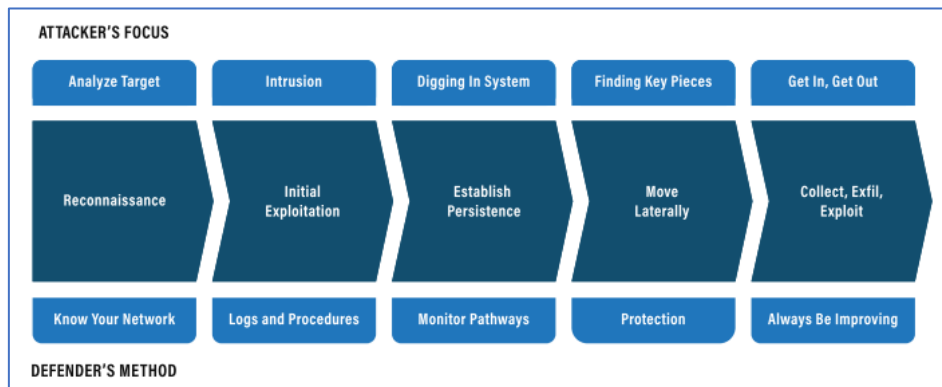 ATTACKER'S FOCUS
Analyze Target
Intrusion
Digging In System
Finding Key Pieces
Get In, Get Out
Reconnaissance
Initial
Exploitation
Establish
Persistence
Move
Laterally
Collect, Exfil,
Exploit
Know Your Network
Logs and Procedures
Monitor Pathways
Protection
Always Be Improving
DEFENDER'S METHOD